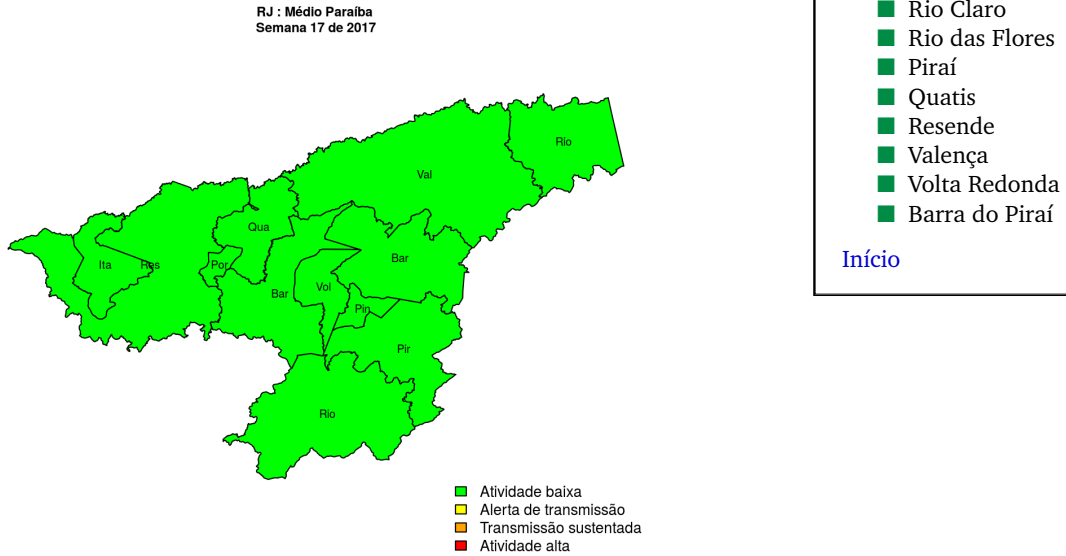 RJ : Médio Paraíba
Semana 17 de 2017
Rio
Val
Qua
Ita
Res
Por
Bar
Bar
Vol
Pin
Pir
Rio
Atividade baixa
Alerta de transmissão
Transmissão sustentada
Atividade alta
Rio Claro
Rio das Flores
Piraí
Quatis
Resende
Valença
Volta Redonda
Barra do Piraí
Início